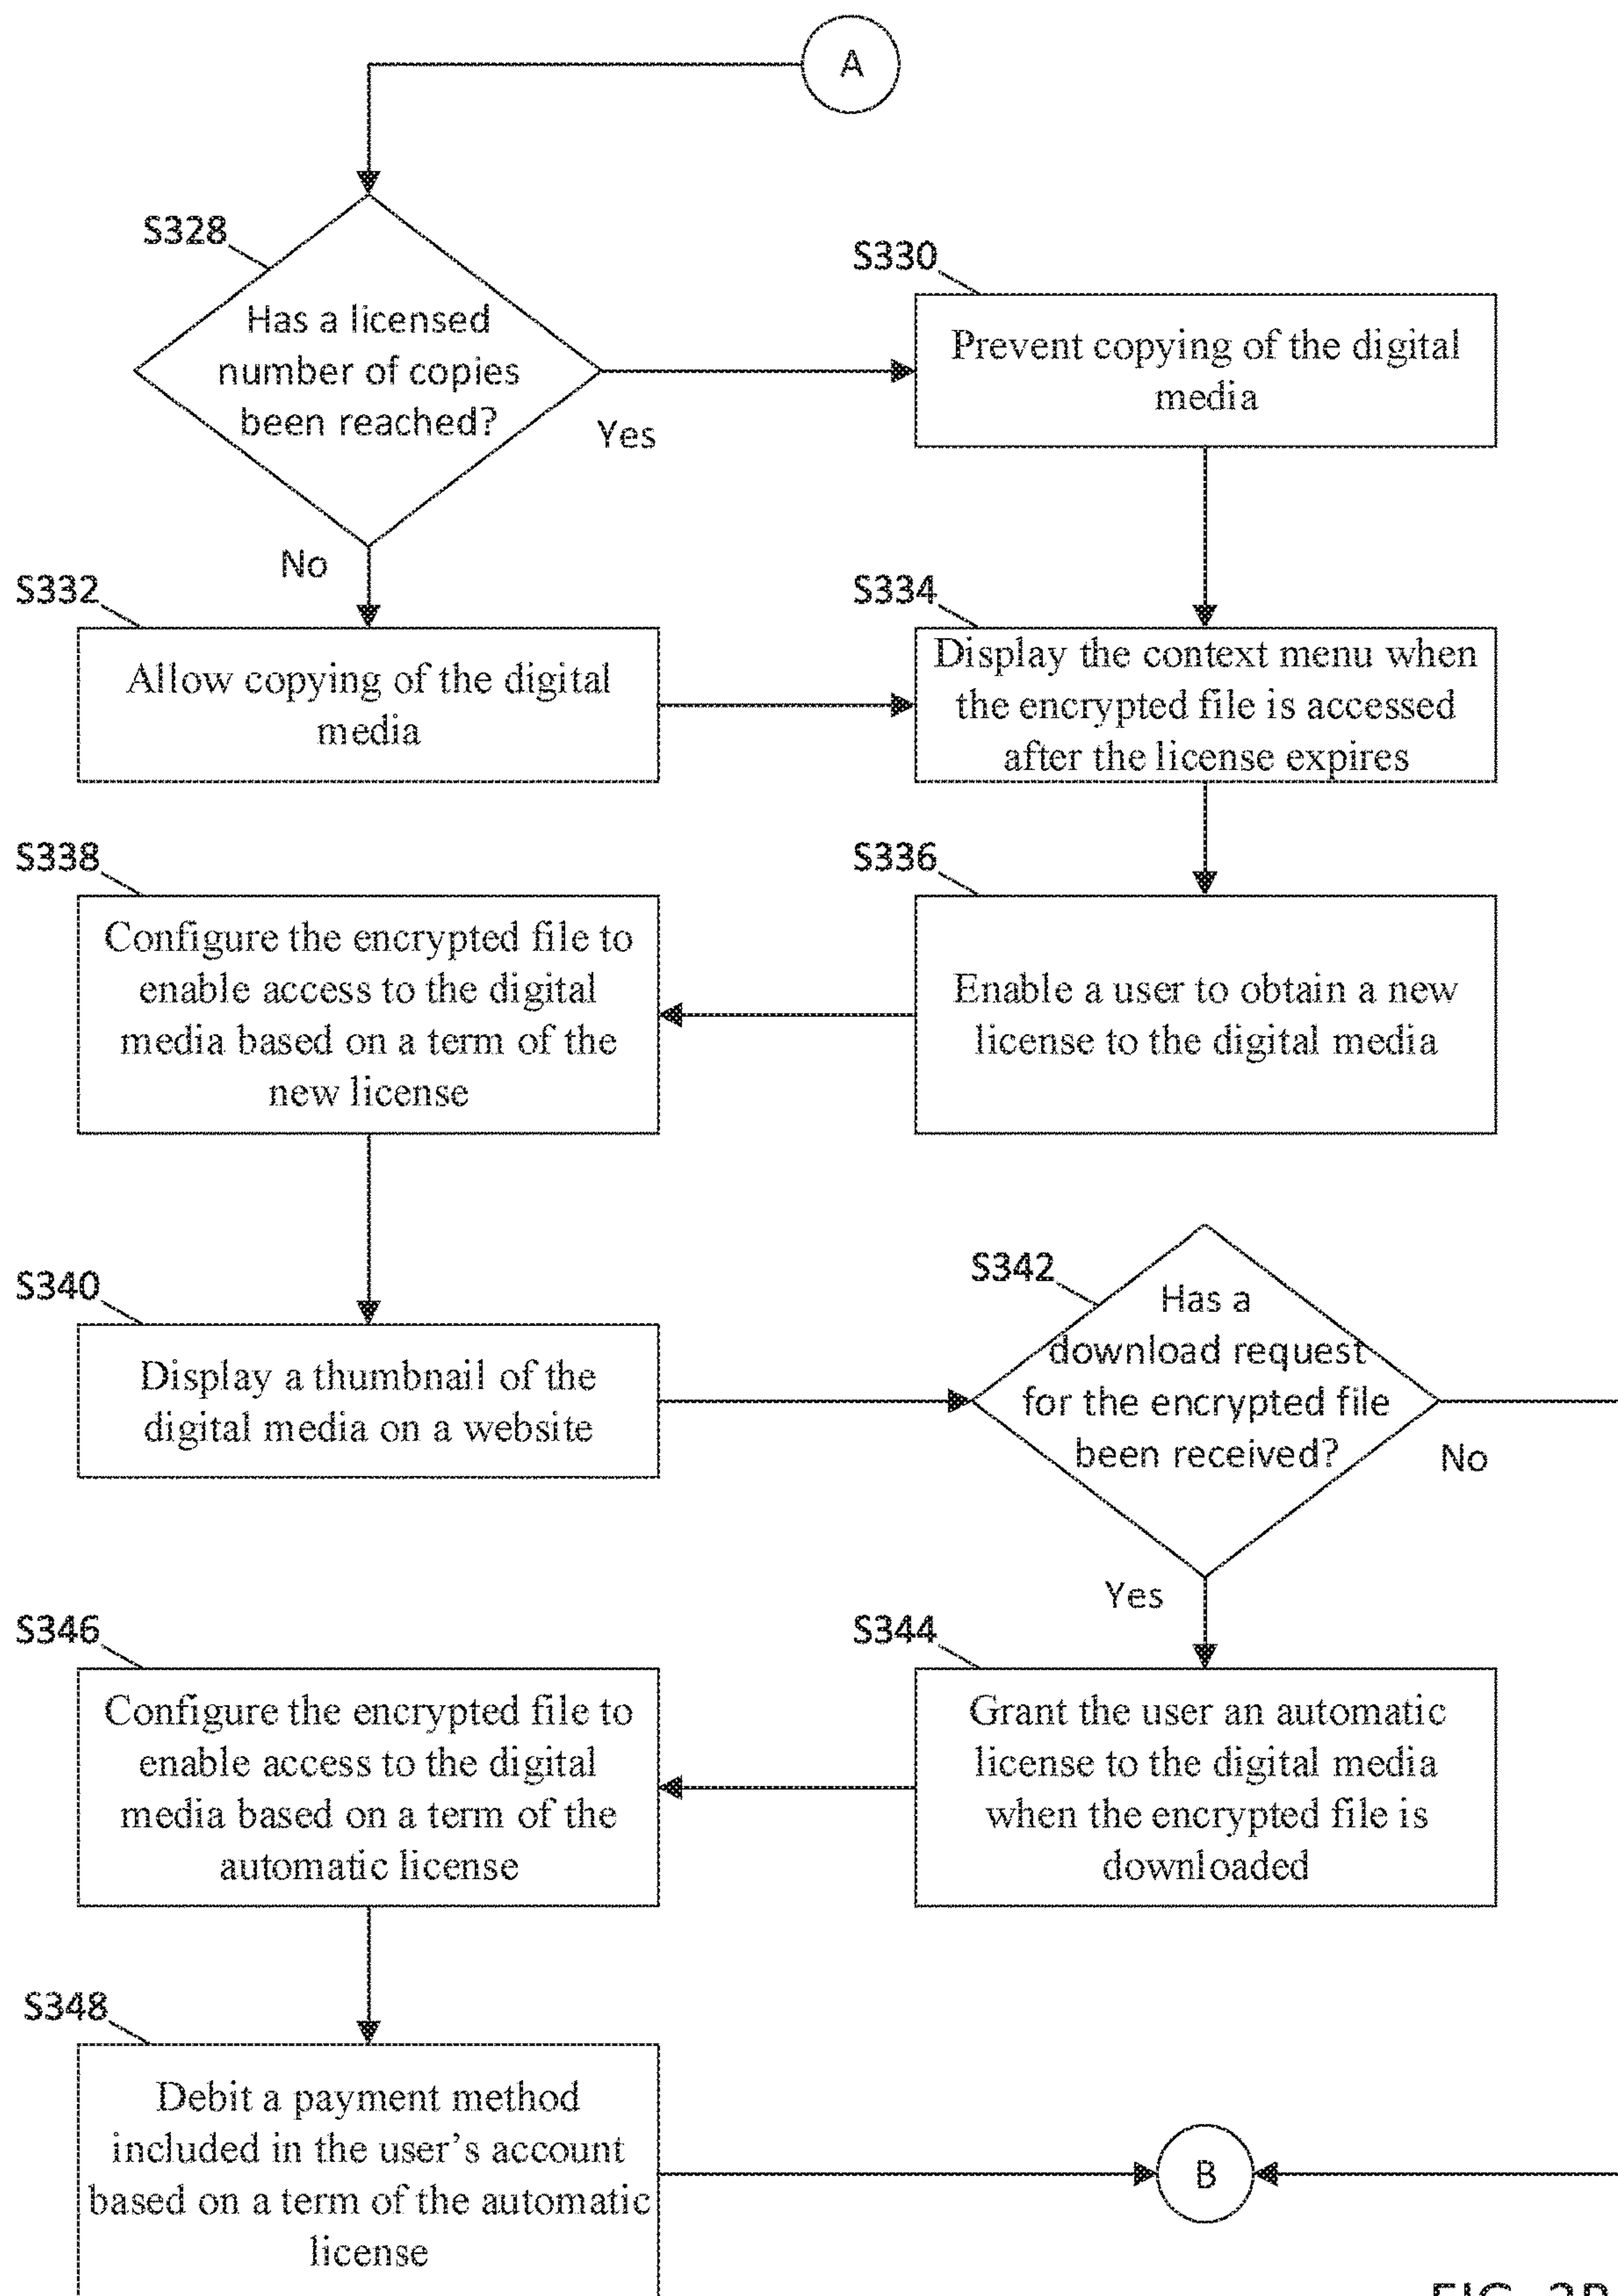 A
S328
Has a licensed
number of copies
been reached?
Yes
No
S330
Prevent copying of the digital
media
S332
Allow copying of the digital
media
S334
Display the context menu when
the encrypted file is accessed
after the license expires
S338
Configure the encrypted file to
enable access to the digital
media based on a term of the
new license
S336
Enable a user to obtain a new
license to the digital media
S340
Display a thumbnail of the
digital media on a website
S342
Has a
download request
for the encrypted file
been received?
No
Yes
S346
Configure the encrypted file to
enable access to the digital
media based on a term of the
automatic license
S344
Grant the user an automatic
license to the digital media
when the encrypted file is
downloaded
S348
Debit a payment method
included in the user's account
based on a term of the automatic
license
B